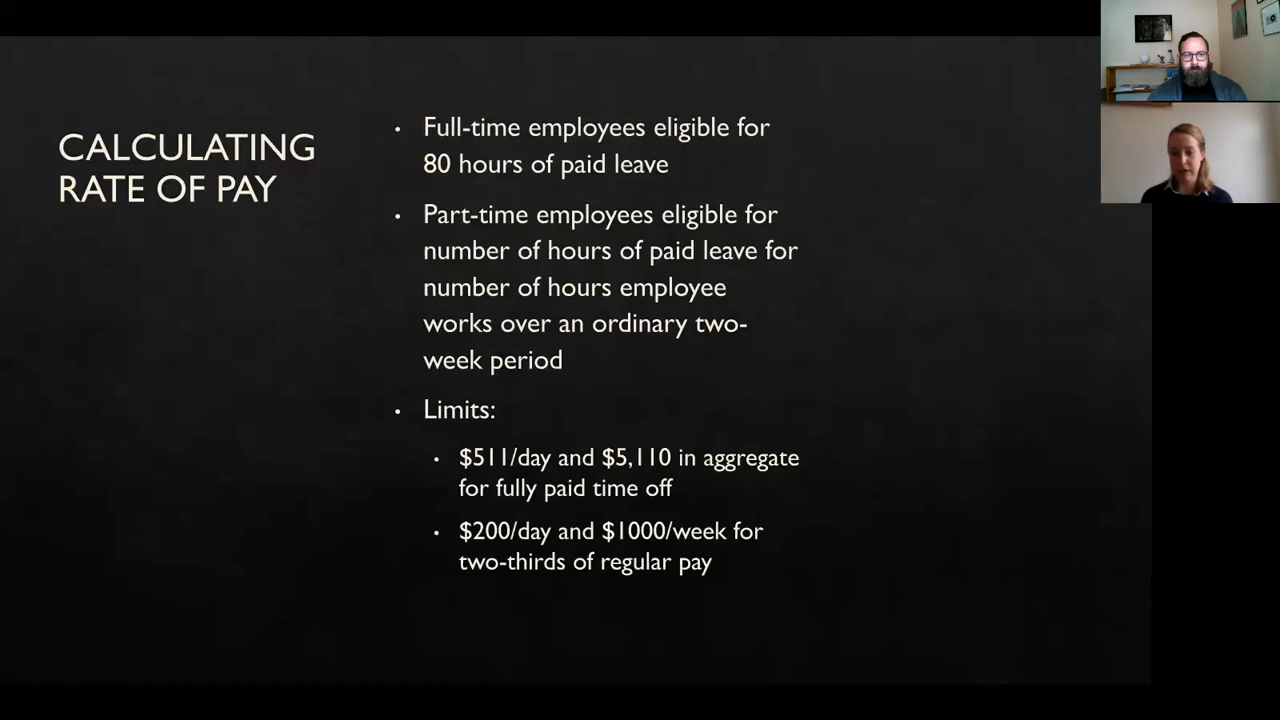 CALCULATING
RATE OF PAY
• Full-time employees eligible for
80 hours of paid leave
• Part-time employees eligible for
number of hours of paid leave for
number of hours employee
works over an ordinary two-
week period
• Limits:
• $511/day and $5,110 in aggregate
for fully paid time off
• $200/day and $1000/week for
two-thirds of regular pay